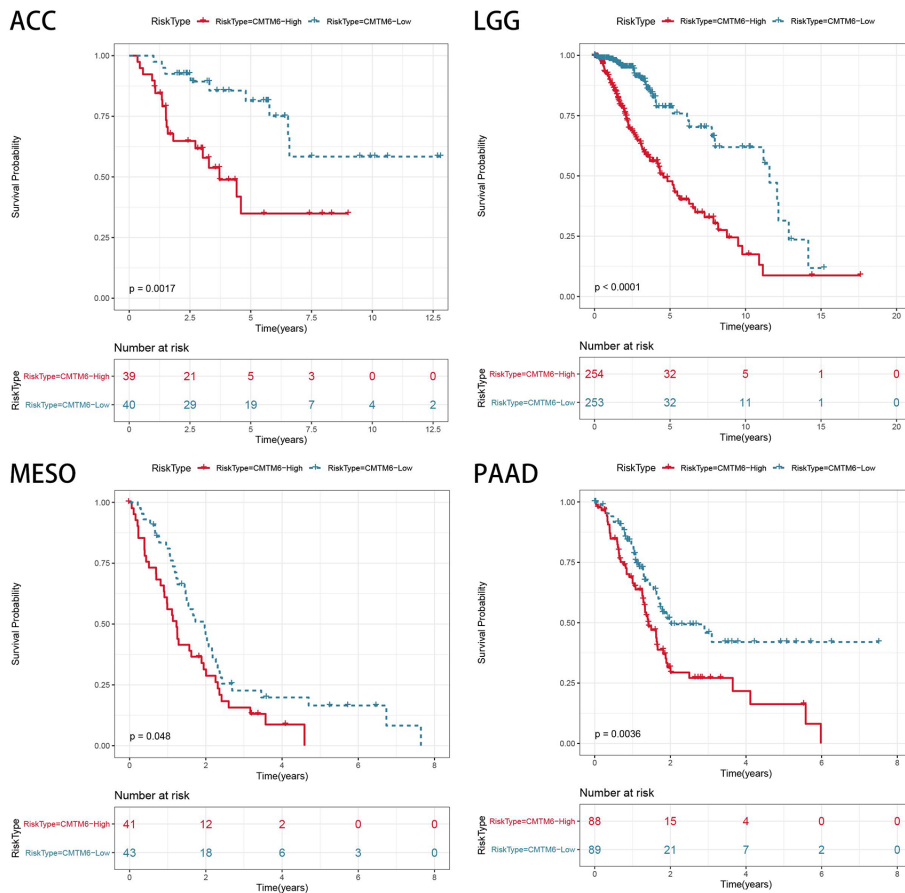 ACC
RiskType RiskType=CMTM6-High RiskType=CMTM6-Low
Survival Probability
1.00
0.75
0.50
0.25
0.00
p = 0.0017
0.0 2.5 5 7.5 10 12.5
Time(years)
Number at risk
RiskType
RiskType=CMTM6-High 39 21 5 3 0 0
RiskType=CMTM6-Low 40 29 19 7 4 2
0.0 2.5 5 7.5 10 12.5
Time(years)
LGG
RiskType RiskType=CMTM6-High RiskType=CMTM6-Low
Survival Probability
1.00
0.75
0.50
0.25
0.00
p < 0.0001
0 5 10 15 20
Time(years)
Number at risk
RiskType
RiskType=CMTM6-High 254 32 5 1 0
RiskType=CMTM6-Low 253 32 11 1 0
0 5 10 15 20
Time(years)
MESO
RiskType RiskType=CMTM6-High RiskType=CMTM6-Low
Survival Probability
1.00
0.75
0.50
0.25
0.00
p = 0.048
0 2 4 6 8
Time(years)
Number at risk
RiskType
RiskType=CMTM6-High 41 12 2 0 0
RiskType=CMTM6-Low 43 18 6 3 0
0 2 4 6 8
Time(years)
PAAD
RiskType RiskType=CMTM6-High RiskType=CMTM6-Low
Survival Probability
1.00
0.75
0.50
0.25
0.00
p = 0.0036
0 2 4 6 8
Time(years)
Number at risk
RiskType
RiskType=CMTM6-High 88 15 4 0 0
RiskType=CMTM6-Low 89 21 7 2 0
0 2 4 6 8
Time(years)